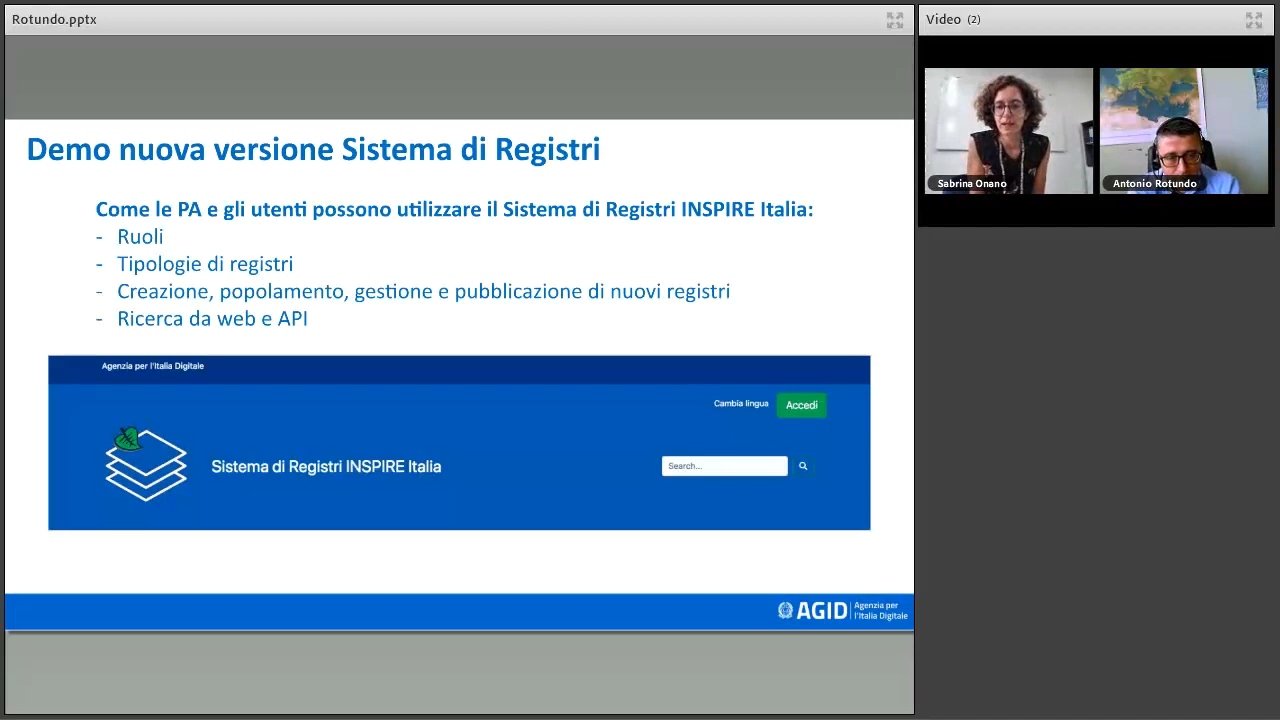 Rotundo.pptx
Video (2)
Demo nuova versione Sistema di Registri
Come le PA e gli utenti possono utilizzare il Sistema di Registri INSPIRE Italia:
- Ruoli
- Tipologie di registri
- Creazione, popolamento, gestione e pubblicazione di nuovi registri
- Ricerca da web e API
Agenzia per l'Italia Digitale
Cambia lingua
Accedi
Sistema di Registri INSPIRE Italia
Search...
AGID
Agenzia per
l'Italia Digitale
Sabrina Onano
Antonio Rotundo